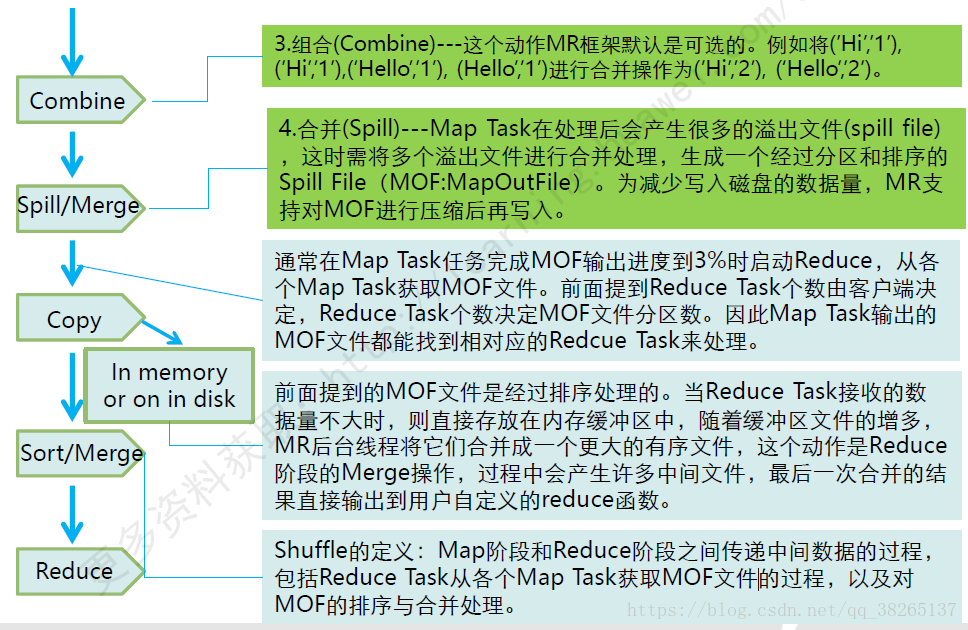 3.组合(Combine)---这个动作MR框架默认是可选的。例如将('Hi','1'),
('Hi','1'),('Hello','1'), (Hello','1')进行合并操作为('Hi','2'), ('Hello','2')。
Combine
4.合并(Spill)---Map Task在处理后会产生很多的溢出文件(spill file)
，这时需将多个溢出文件进行合并处理，生成一个经过分区和排序的
Spill File（MOF:MapOutFile）。为减少写入磁盘的数据量，MR支
持对MOF进行压缩后再写入。
Spill/Merge
通常在Map Task任务完成MOF输出进度到3%时启动Reduce，从各
个Map Task获取MOF文件。前面提到Reduce Task个数由客户端决
定，Reduce Task个数决定MOF文件分区数。因此Map Task输出的
MOF文件都能找到相对应的Redcue Task来处理。
Copy
In memory
or on in disk
前面提到的MOF文件是经过排序处理的。当Reduce Task接收的数
据量不大时，则直接存放在内存缓冲区中，随着缓冲区文件的增多，
MR后台线程将它们合并成一个更大的有序文件，这个动作是Reduce
阶段的Merge操作，过程中会产生许多中间文件，最后一次合并的结
果直接输出到用户自定义的reduce函数。
Sort/Merge
Shuffle的定义：Map阶段和Reduce阶段之间传递中间数据的过程，
包括Reduce Task从各个Map Task获取MOF文件的过程，以及对
MOF的排序与合并处理。
Reduce
https://blog.csdn.net/qq_38265137